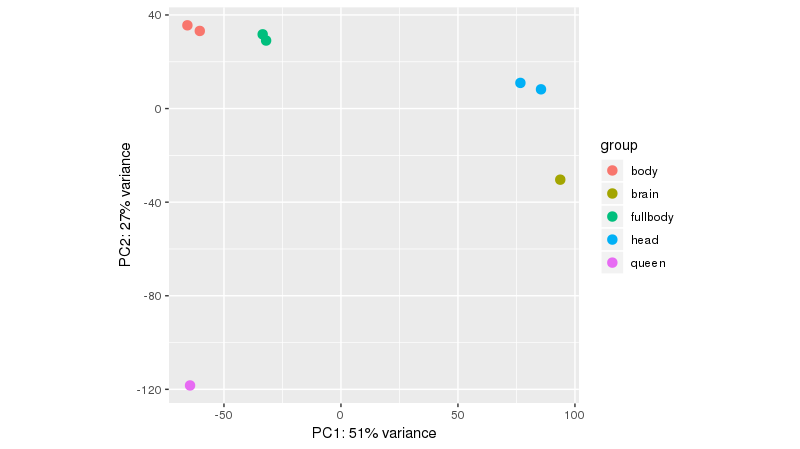 40
0
-40
-80
-120
-50
0
50
100
PC1: 51% variance
PC2: 27% variance
group
body
brain
fullbody
head
queen